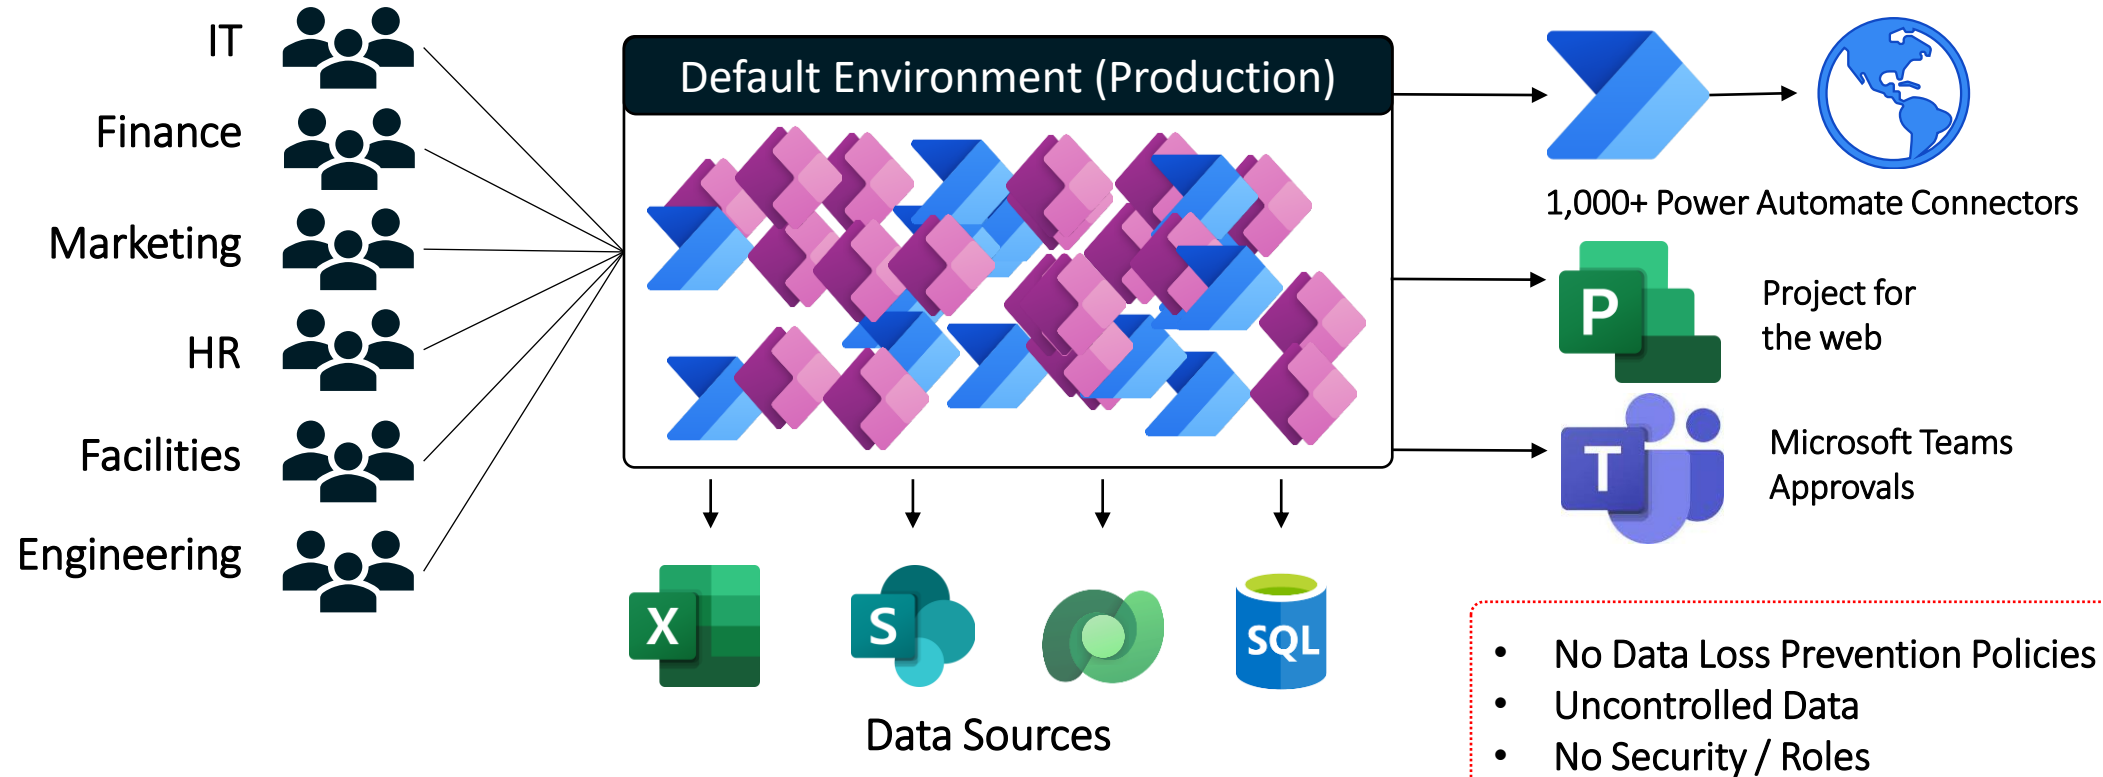 IT
Finance
Marketing
HR
Facilities
Engineering
Default Environment (Production)
1,000+ Power Automate Connectors
P
Project for
the web
T
Microsoft Teams
Approvals
X
S
SQL
Data Sources
• No Data Loss Prevention Policies
• Uncontrolled Data
• No Security / Roles